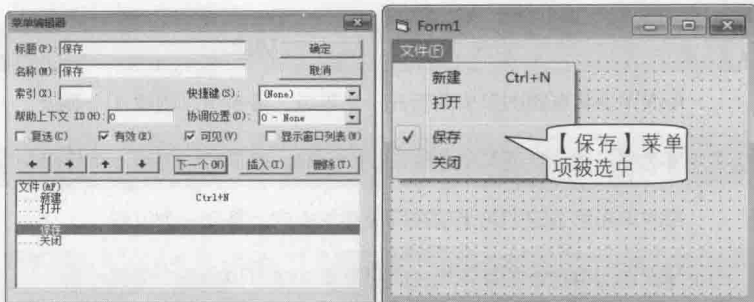 菜单编辑器
标题(P): 保存 确定
名称(M): 保存 取消
索引(X): 快捷键(S): (None)
帮助上下文 ID(H): 0 协调位置(O): 0 - None
复选(C) 有效(E) 可见(V) 显示窗口列表(W)
下一个(N) 插入(I) 删除(T)
文件(&F)
....新建 Ctrl+N
....打开
....-
....保存
....关闭
Form1
文件(F)
新建 Ctrl+N
打开
保存
关闭
【保存】菜单
项被选中